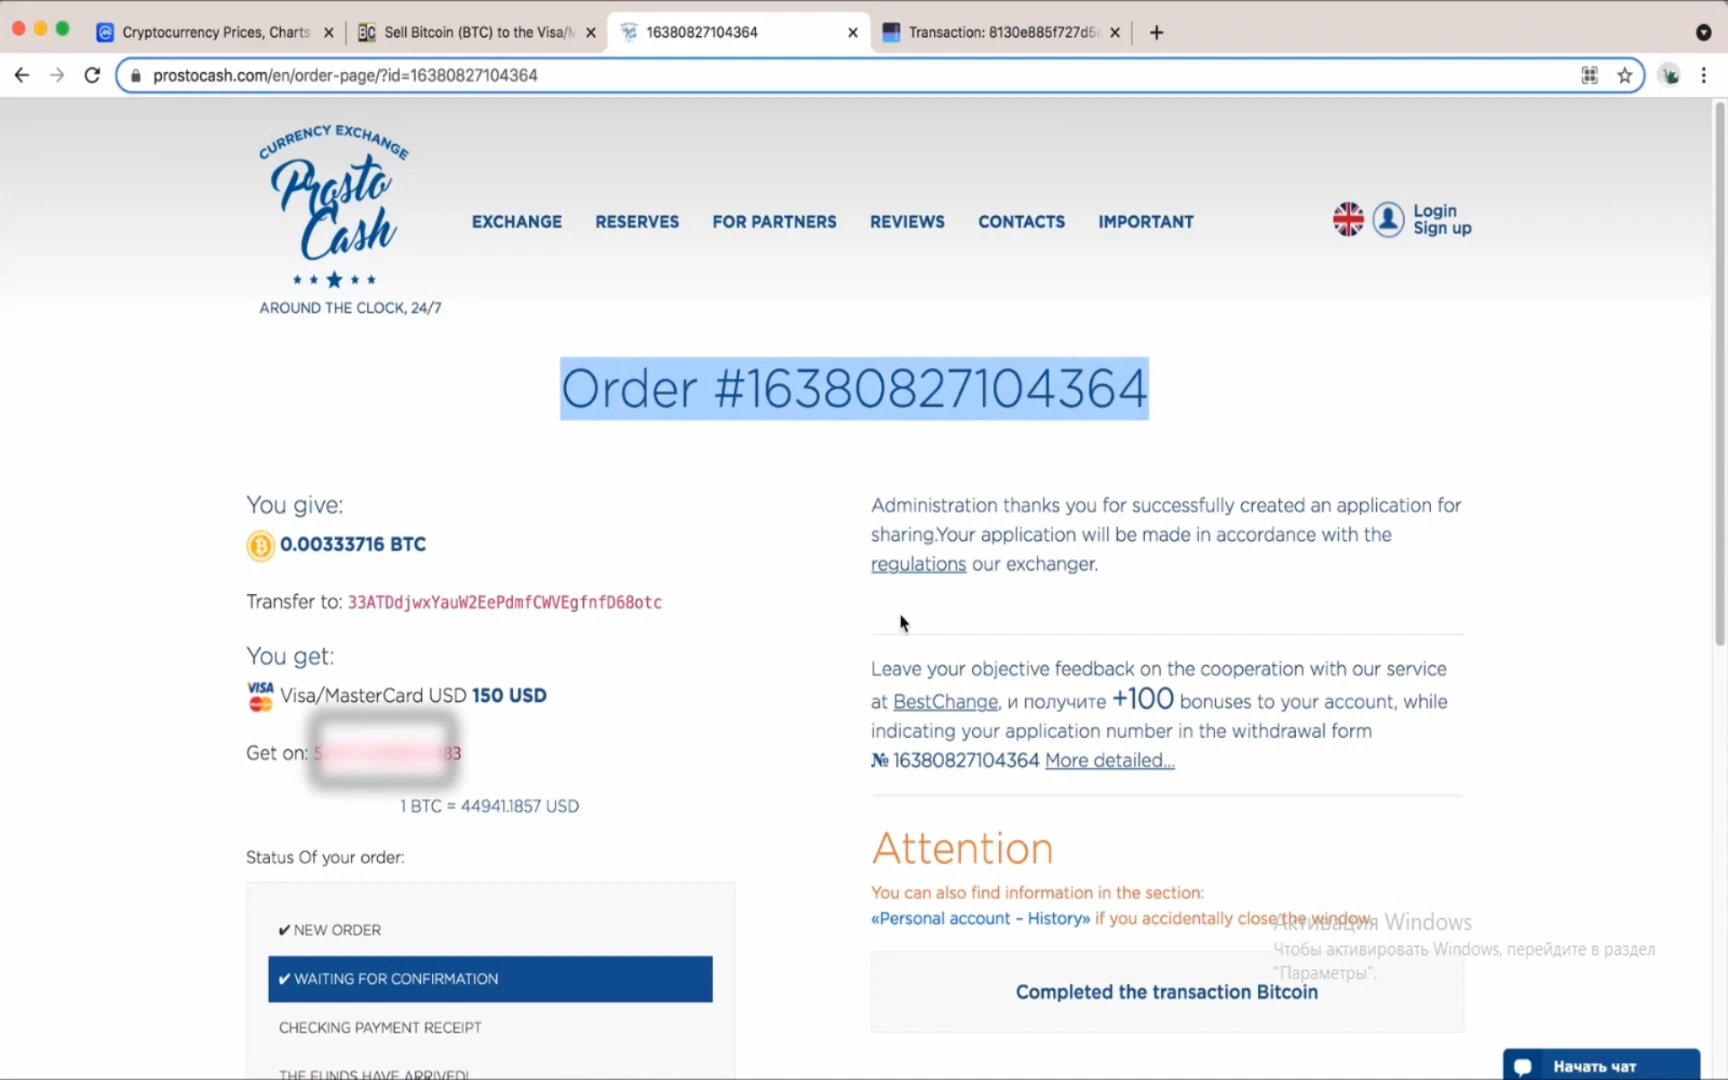 Cryptocurrency Prices, Charts
Sell Bitcoin (BTC) to the Visa/M
16380827104364
Transaction: 8130e885f727d5
prostocash.com/en/order-page/?id=16380827104364
CURRENCY EXCHANGE
Prosto
Cash
AROUND THE CLOCK, 24/7
EXCHANGE
RESERVES
FOR PARTNERS
REVIEWS
CONTACTS
IMPORTANT
Login
Sign up
Order #16380827104364
You give:
0.00333716 BTC
Transfer to: 33ATDdjwxYauW2EePdmfCWVEgfnfD68otc
You get:
VISA Visa/MasterCard USD 150 USD
Get on: 5 83
1 BTC = 44941.1857 USD
Status Of your order:
✔ NEW ORDER
✔ WAITING FOR CONFIRMATION
CHECKING PAYMENT RECEIPT
THE FUNDS HAVE ARRIVED!
Administration thanks you for successfully created an application for
sharing.Your application will be made in accordance with the
regulations our exchanger.
Leave your objective feedback on the cooperation with our service
at BestChange, и получите +100 bonuses to your account, while
indicating your application number in the withdrawal form
№ 16380827104364 More detailed...
Attention
You can also find information in the section:
«Personal account - History» if you accidentally close the window.
Активация Windows
Чтобы активировать Windows, перейдите в раздел
"Параметры".
Completed the transaction Bitcoin
Начать чат